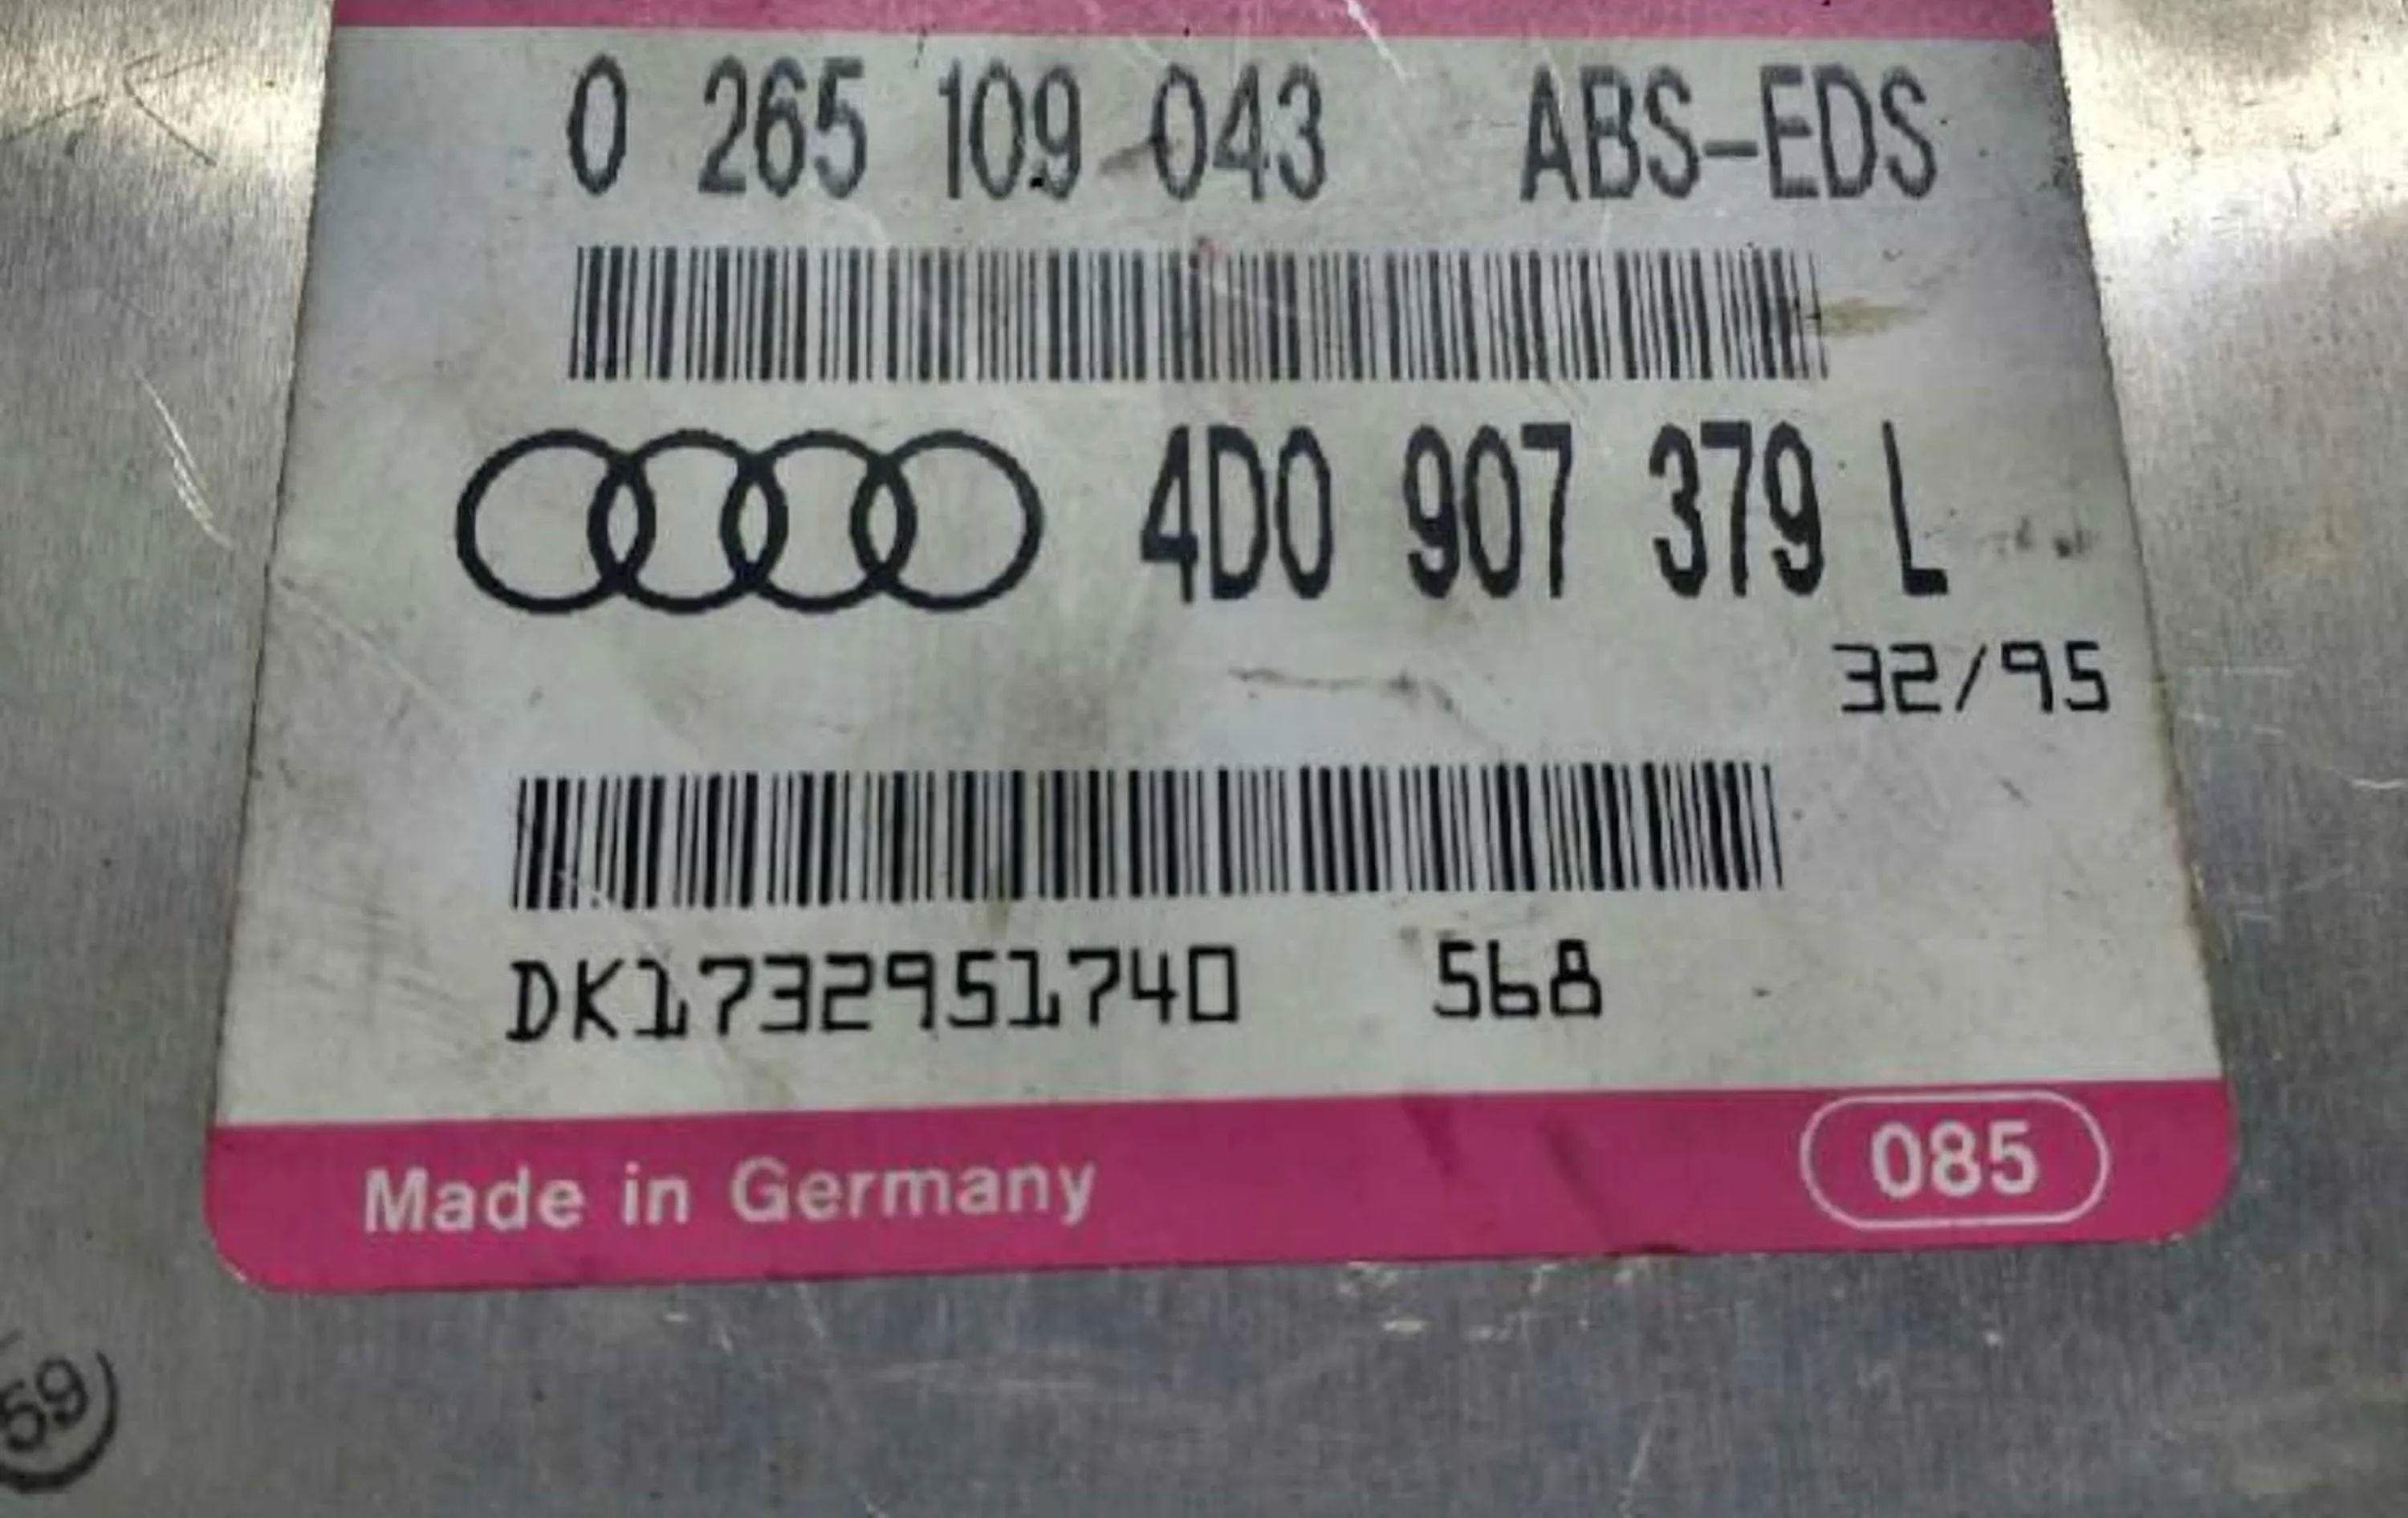 0 265 109 043 ABS-EDS
4D0 907 379 L
32/95
DK1732951740 568
Made in Germany 085
59